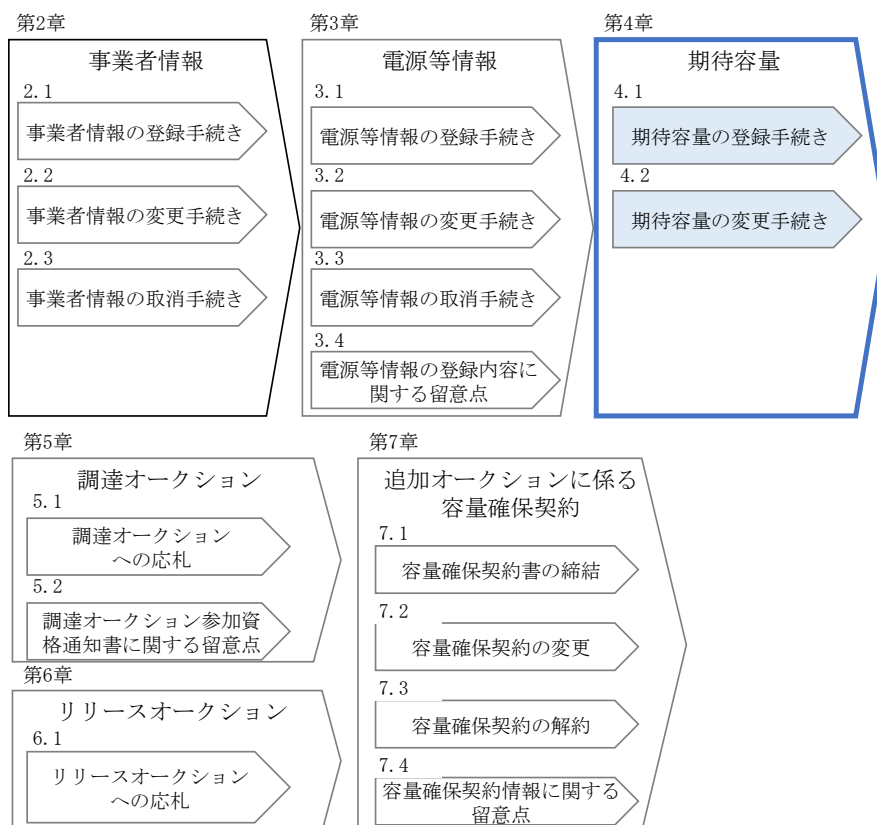 第2章
事業者情報
2.1
事業者情報の登録手続き
2.2
事業者情報の変更手続き
2.3
事業者情報の取消手続き
第3章
電源等情報
3.1
電源等情報の登録手続き
3.2
電源等情報の変更手続き
3.3
電源等情報の取消手続き
3.4
電源等情報の登録内容に
関する留意点
第4章
期待容量
4.1
期待容量の登録手続き
4.2
期待容量の変更手続き
第5章
調達オークション
5.1
調達オークション
への応札
5.2
調達オークション参加資
格通知書に関する留意点
第6章
リリースオークション
6.1
リリースオークション
への応札
第7章
追加オークションに係る
容量確保契約
7.1
容量確保契約書の締結
7.2
容量確保契約の変更
7.3
容量確保契約の解約
7.4
容量確保契約情報に関する
留意点